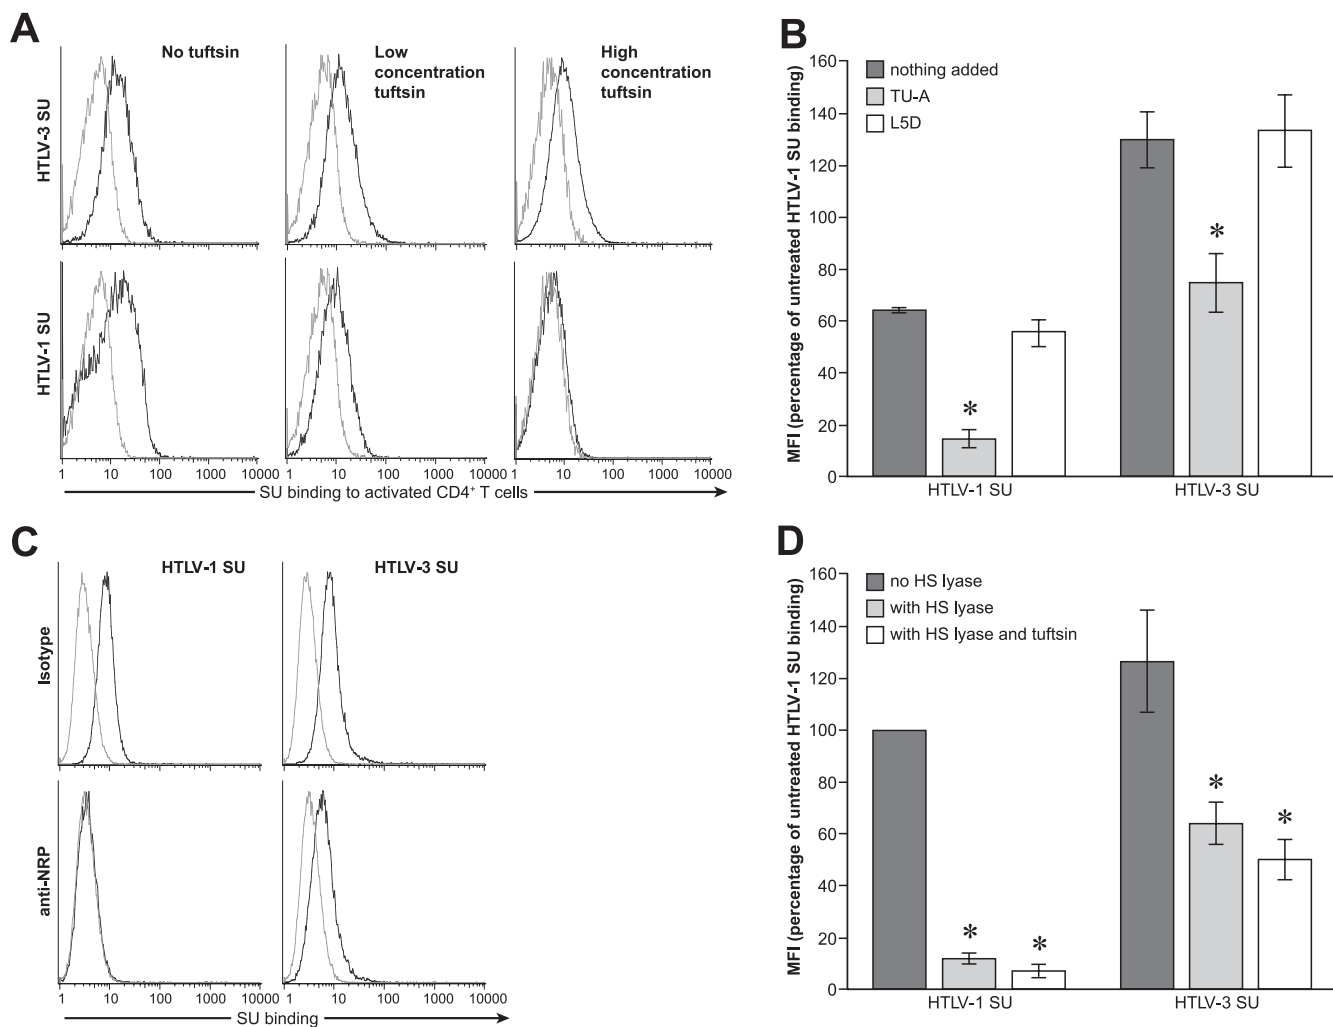 A
No tuftsin
Low
concentration
tuftsin
High
concentration
tuftsin
HTLV-3 SU
HTLV-1 SU
1 10 100 1000
1 10 100 1000
1 10 100 1000 10000
SU binding to activated CD4⁺ T cells
B
MFI (percentage of untreated HTLV-1 SU binding)
160
140
120
100
80
60
40
20
0
nothing added
TU-A
L5D
*
*
HTLV-1 SU
HTLV-3 SU
C
HTLV-1 SU
HTLV-3 SU
Isotype
anti-NRP
1 10 100 1000 10000
1 10 100 1000 10000
SU binding
D
MFI (percentage of untreated HTLV-1 SU binding)
160
140
120
100
80
60
40
20
0
no HS lyase
with HS lyase
with HS lyase and tuftsin
*
*
*
*
HTLV-1 SU
HTLV-3 SU